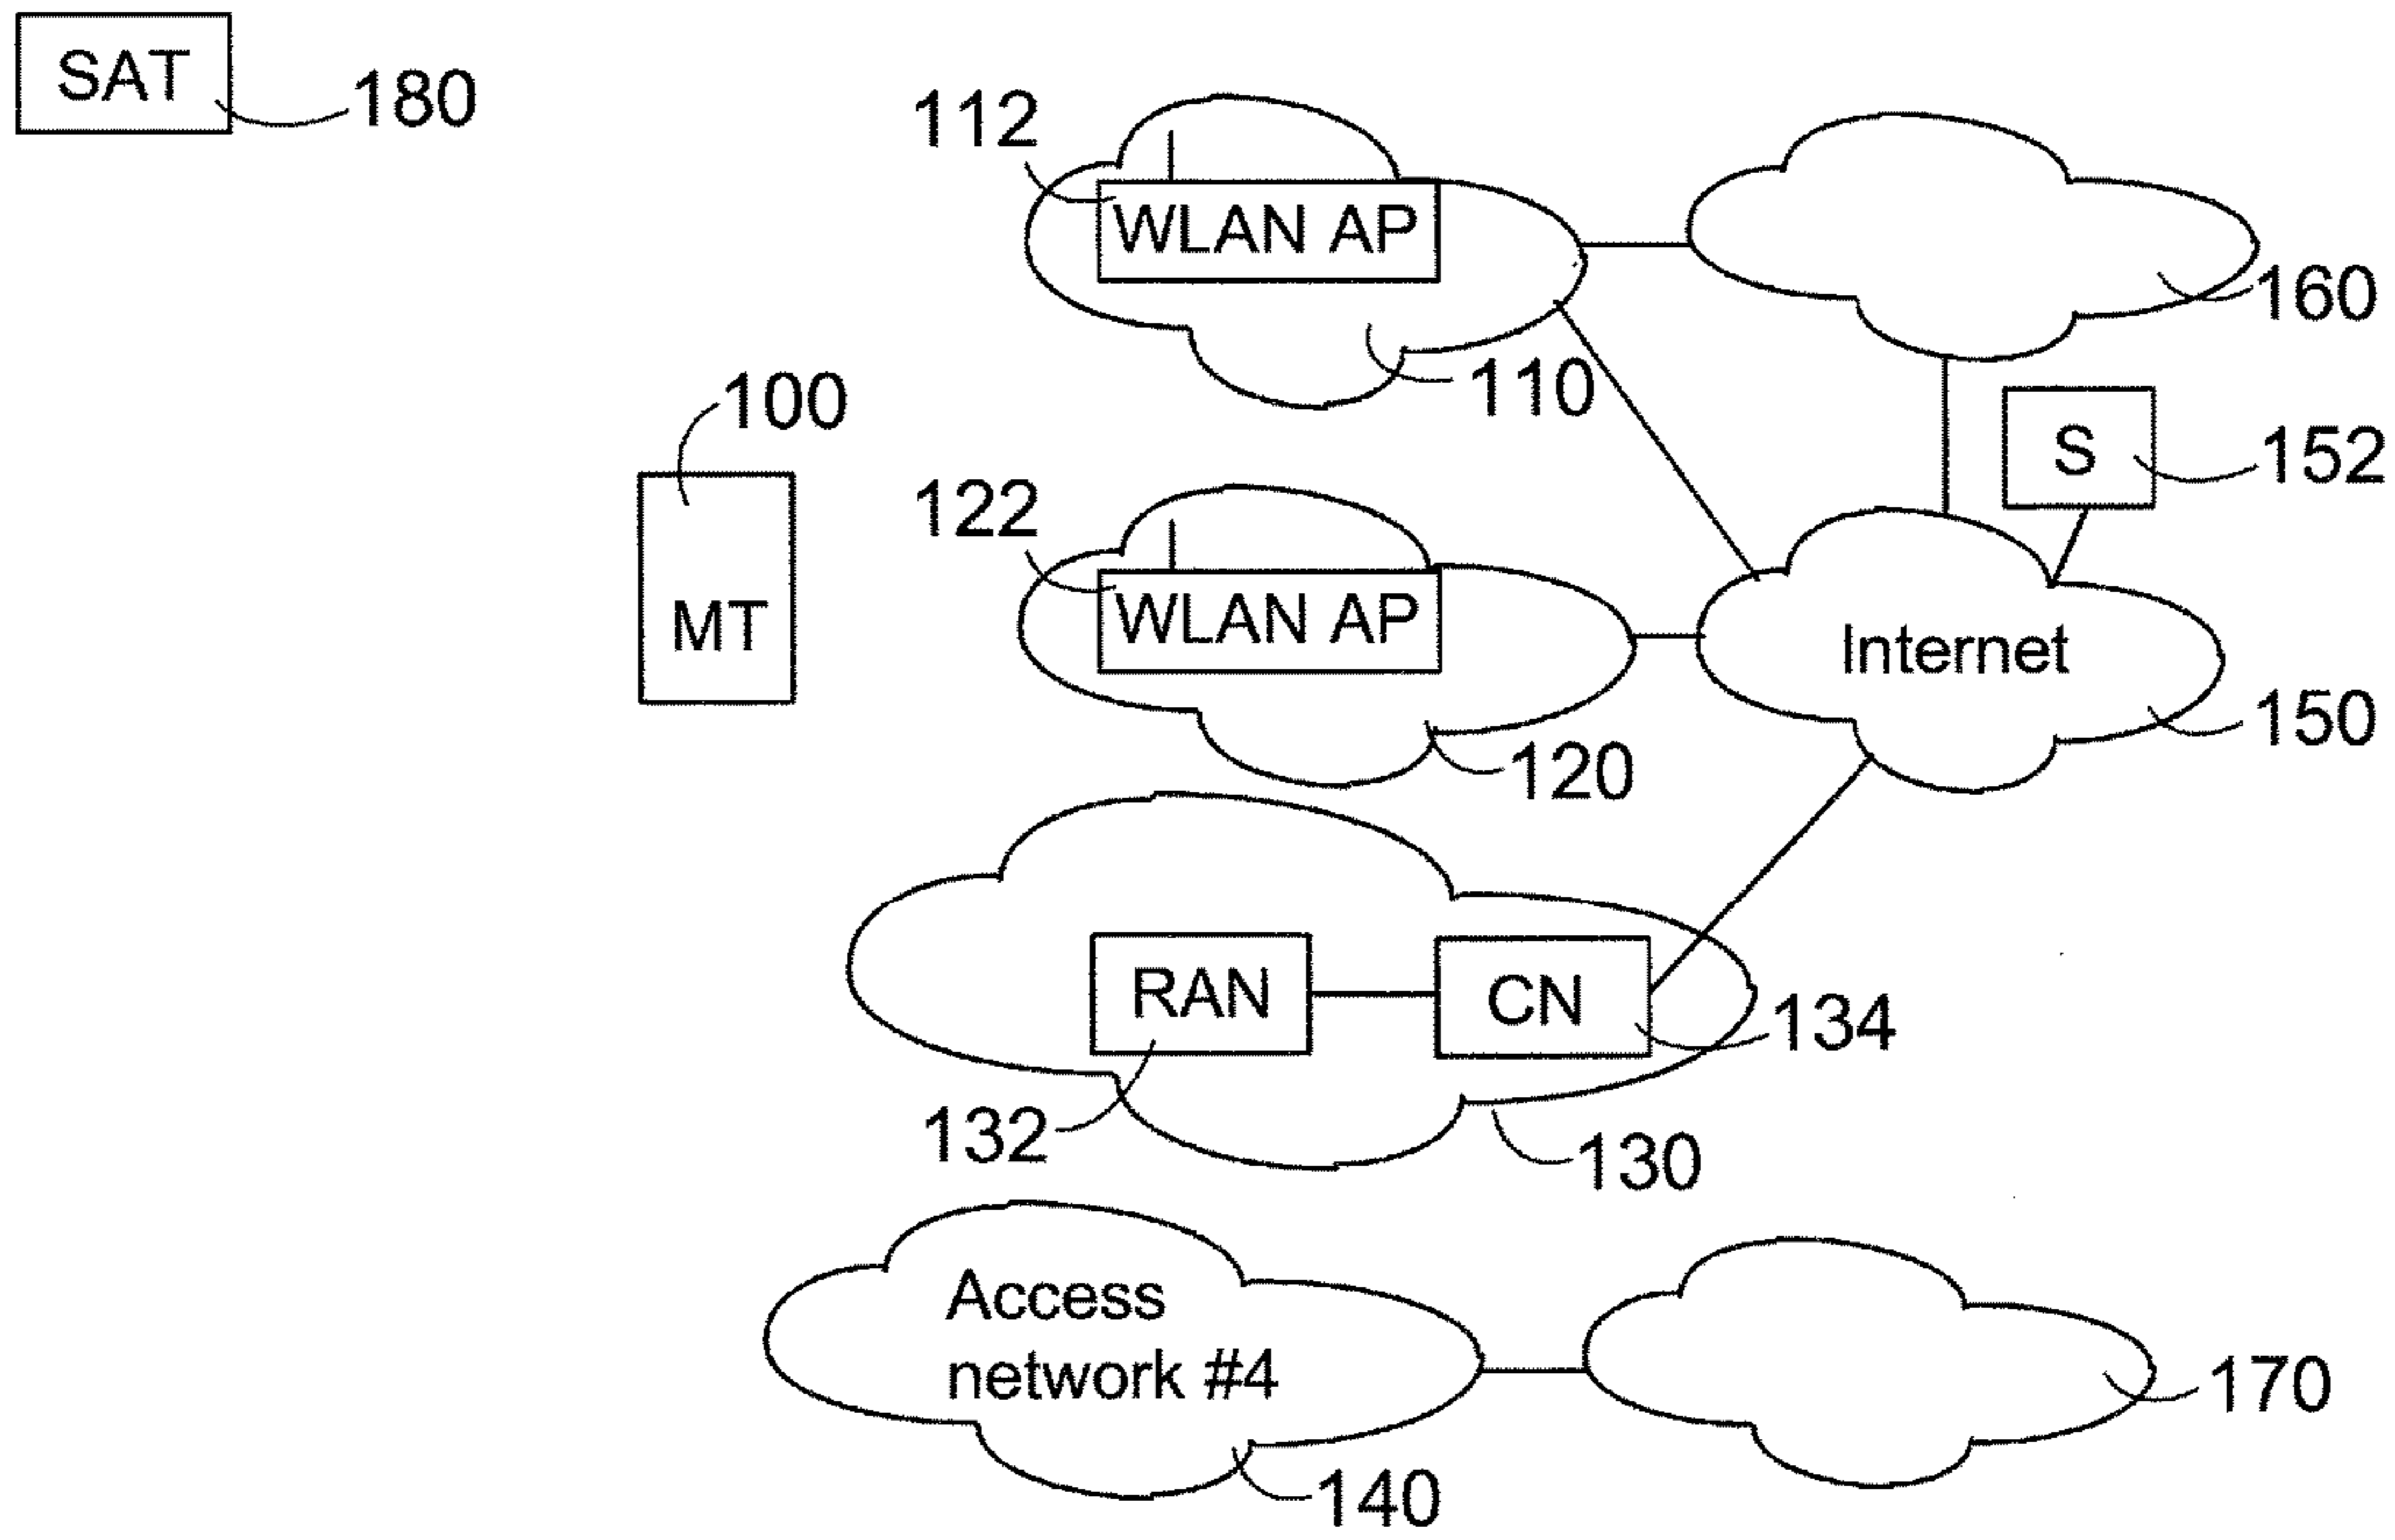 SAT
180
112
WLAN AP
160
110
100
S
152
122
WLAN AP
MT
Internet
150
120
RAN
CN
134
132
130
Access
network #4
170
140